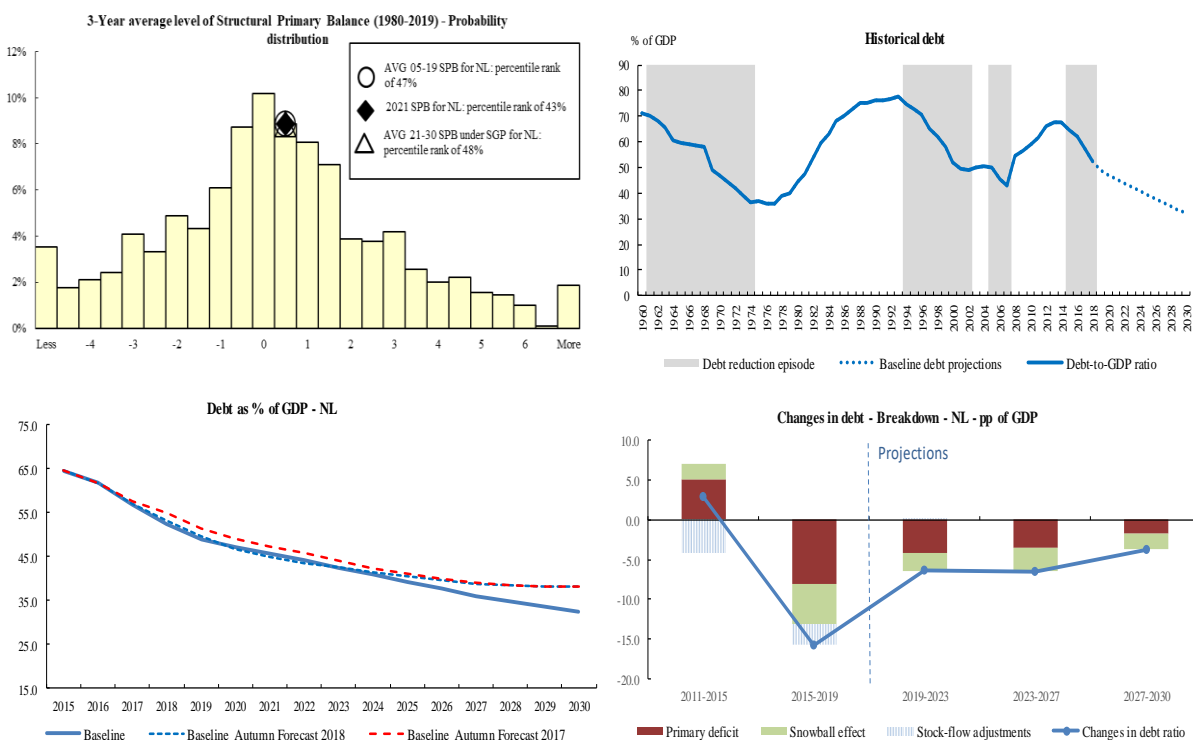 3-Year average level of Structural Primary Balance (1980-2019) - Probability
distribution
12%
10%
8%
6%
4%
2%
0%
AVG 05-19 SPB for NL: percentile rank
of 47%
2021 SPB for NL: percentile rank of 43%
AVG 21-30 SPB under SGP for NL:
percentile rank of 48%
Less -4 -3 -2 -1 0 1 2 3 4 5 6 More
% of GDP
Historical debt
90
80
70
60
50
40
30
20
10
0
1960 1962 1964 1966 1968 1970 1972 1974 1976 1978 1980 1982 1984 1986 1988 1990 1992 1994 1996 1998 2000 2002 2004 2006 2008 2010 2012 2014 2016 2018 2020 2022 2024 2026 2028 2030
Debt reduction episode Baseline debt projections Debt-to-GDP ratio
Debt as % of GDP - NL
75.0
65.0
55.0
45.0
35.0
25.0
15.0
2015 2016 2017 2018 2019 2020 2021 2022 2023 2024 2025 2026 2027 2028 2029 2030
Baseline Baseline Autumn Forecast 2018 Baseline Autumn Forecast 2017
Changes in debt - Breakdown - NL - pp of GDP
10.0
5.0
0.0
-5.0
-10.0
-15.0
-20.0
Projections
2011-2015 2015-2019 2019-2023 2023-2027 2027-2030
Primary deficit Snowball effect Stock-flow adjustments Changes in debt ratio